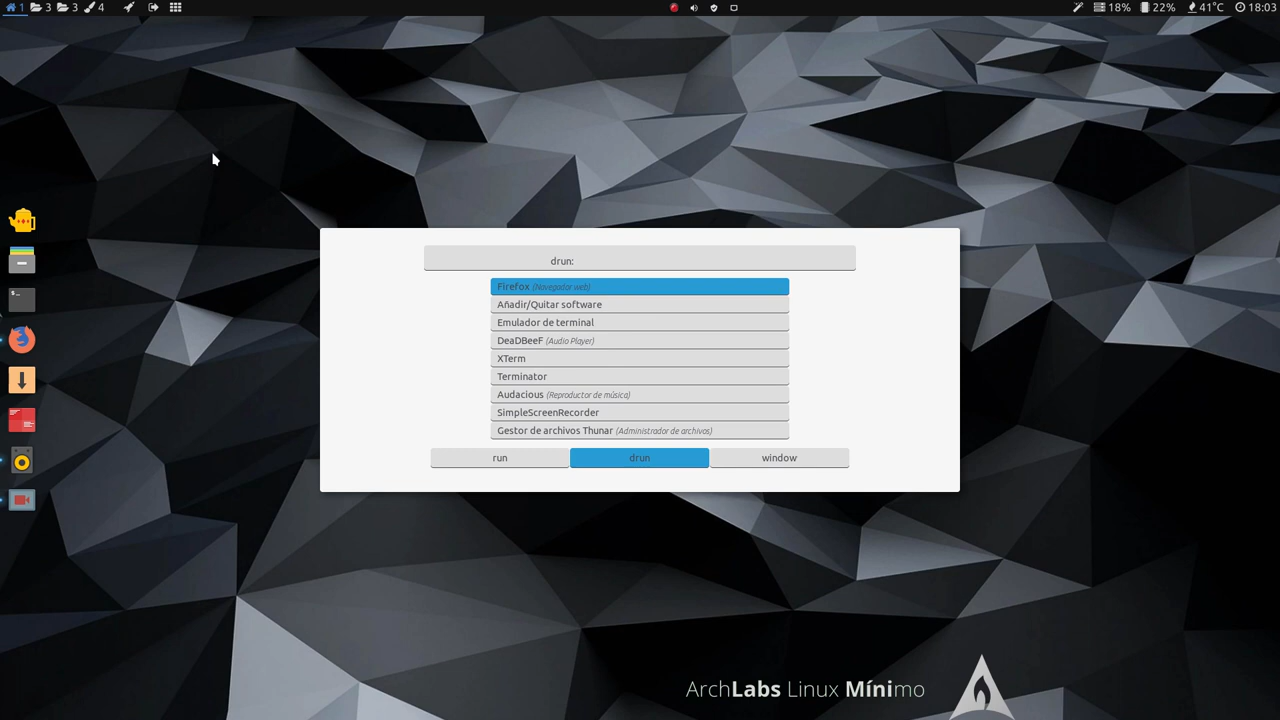 1 3 3 4 18% 22% 41°C 18:03
drun:
Firefox (Navegador web)
Añadir/Quitar software
Emulador de terminal
DeaDBeeF (Audio Player)
XTerm
Terminator
Audacious (Reproductor de música)
SimpleScreenRecorder
Gestor de archivos Thunar (Administrador de archivos)
run drun window
ArchLabs Linux Mínimo